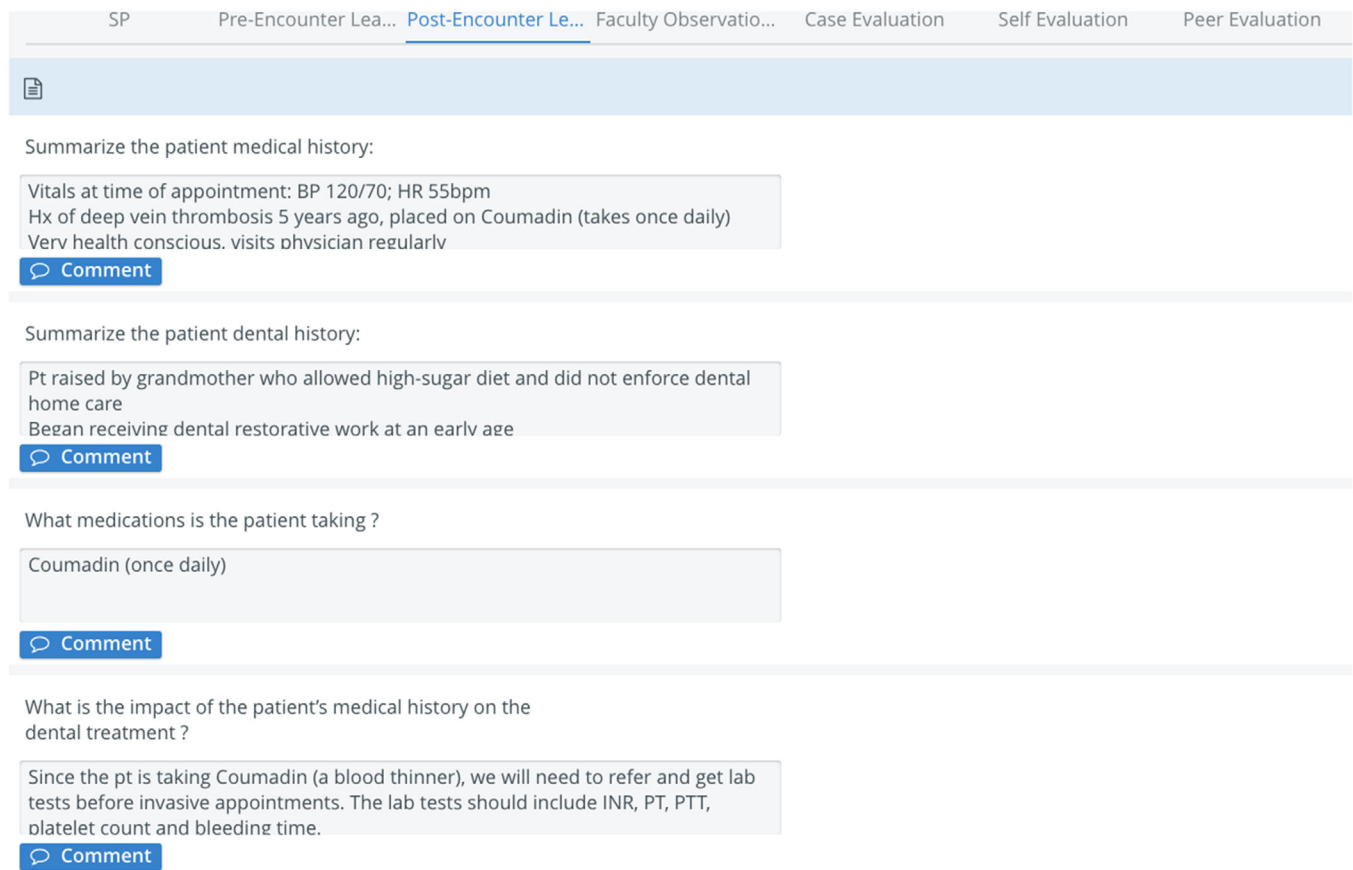 SP Pre-Encounter Lea... Post-Encounter Le... Faculty Observatio... Case Evaluation Self Evaluation Peer Evaluation
Summarize the patient medical history:
Vitals at time of appointment: BP 120/70; HR 55bpm
Hx of deep vein thrombosis 5 years ago, placed on Coumadin (takes once daily)
Very health conscious, visits physician regularly
Comment
Summarize the patient dental history:
Pt raised by grandmother who allowed high-sugar diet and did not enforce dental
home care
Began receiving dental restorative work at an early age
Comment
What medications is the patient taking ?
Coumadin (once daily)
Comment
What is the impact of the patient’s medical history on the
dental treatment ?
Since the pt is taking Coumadin (a blood thinner), we will need to refer and get lab
tests before invasive appointments. The lab tests should include INR, PT, PTT,
platelet count and bleeding time.
Comment